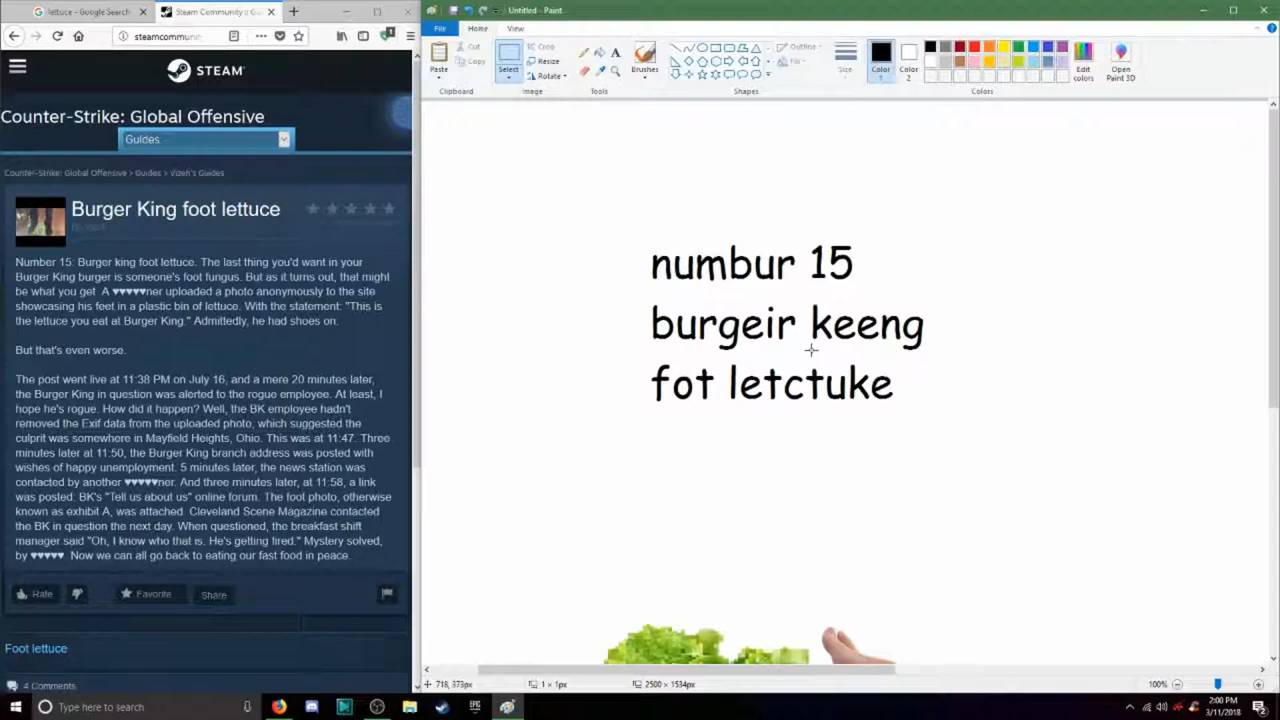 lettuce - Google Search
Steam Community :: G
Untitled - Paint
steamcommun
File
Home
View
Paste
Cut
Copy
Clipboard
Select
Crop
Resize
Rotate
Image
Tools
Brushes
Shapes
Outline
Fill
Size
Color 1
Color 2
Colors
Edit colors
Open Paint 3D
STEAM
Counter-Strike: Global Offensive
Guides
Counter-Strike: Global Offensive > Guides > Vizen's Guides
Burger King foot lettuce
Number 15: Burger king foot lettuce. The last thing you'd want in your
Burger King burger is someone's foot fungus. But as it turns out, that might
be what you get. A ♥♥♥♥♥ner uploaded a photo anonymously to the site
showcasing his feet in a plastic bin of lettuce. With the statement: "This is
the lettuce you eat at Burger King." Admittedly, he had shoes on.
But that's even worse.
The post went live at 11:38 PM on July 16, and a mere 20 minutes later,
the Burger King in question was alerted to the rogue employee. At least, I
hope he's rogue. How did it happen? Well, the BK employee hadn't
removed the Exif data from the uploaded photo, which suggested the
culprit was somewhere in Mayfield Heights, Ohio. This was at 11:47. Three
minutes later at 11:50, the Burger King branch address was posted with
wishes of happy unemployment. 5 minutes later, the news station was
contacted by another ♥♥♥♥♥ner. And three minutes later, at 11:58, a link
was posted: BK's "Tell us about us" online forum. The foot photo, otherwise
known as exhibit A, was attached. Cleveland Scene Magazine contacted
the BK in question the next day. When questioned, the breakfast shift
manager said "Oh, I know who that is. He's getting fired." Mystery solved,
by ♥♥♥♥♥. Now we can all go back to eating our fast food in peace.
Rate
Favorite
Share
Foot lettuce
4 Comments
numbur 15
burgeir keeng
fot letctuke
718, 373px
1 × 1px
2500 × 1534px
100%
Type here to search
EPIC
2:00 PM
3/11/2018